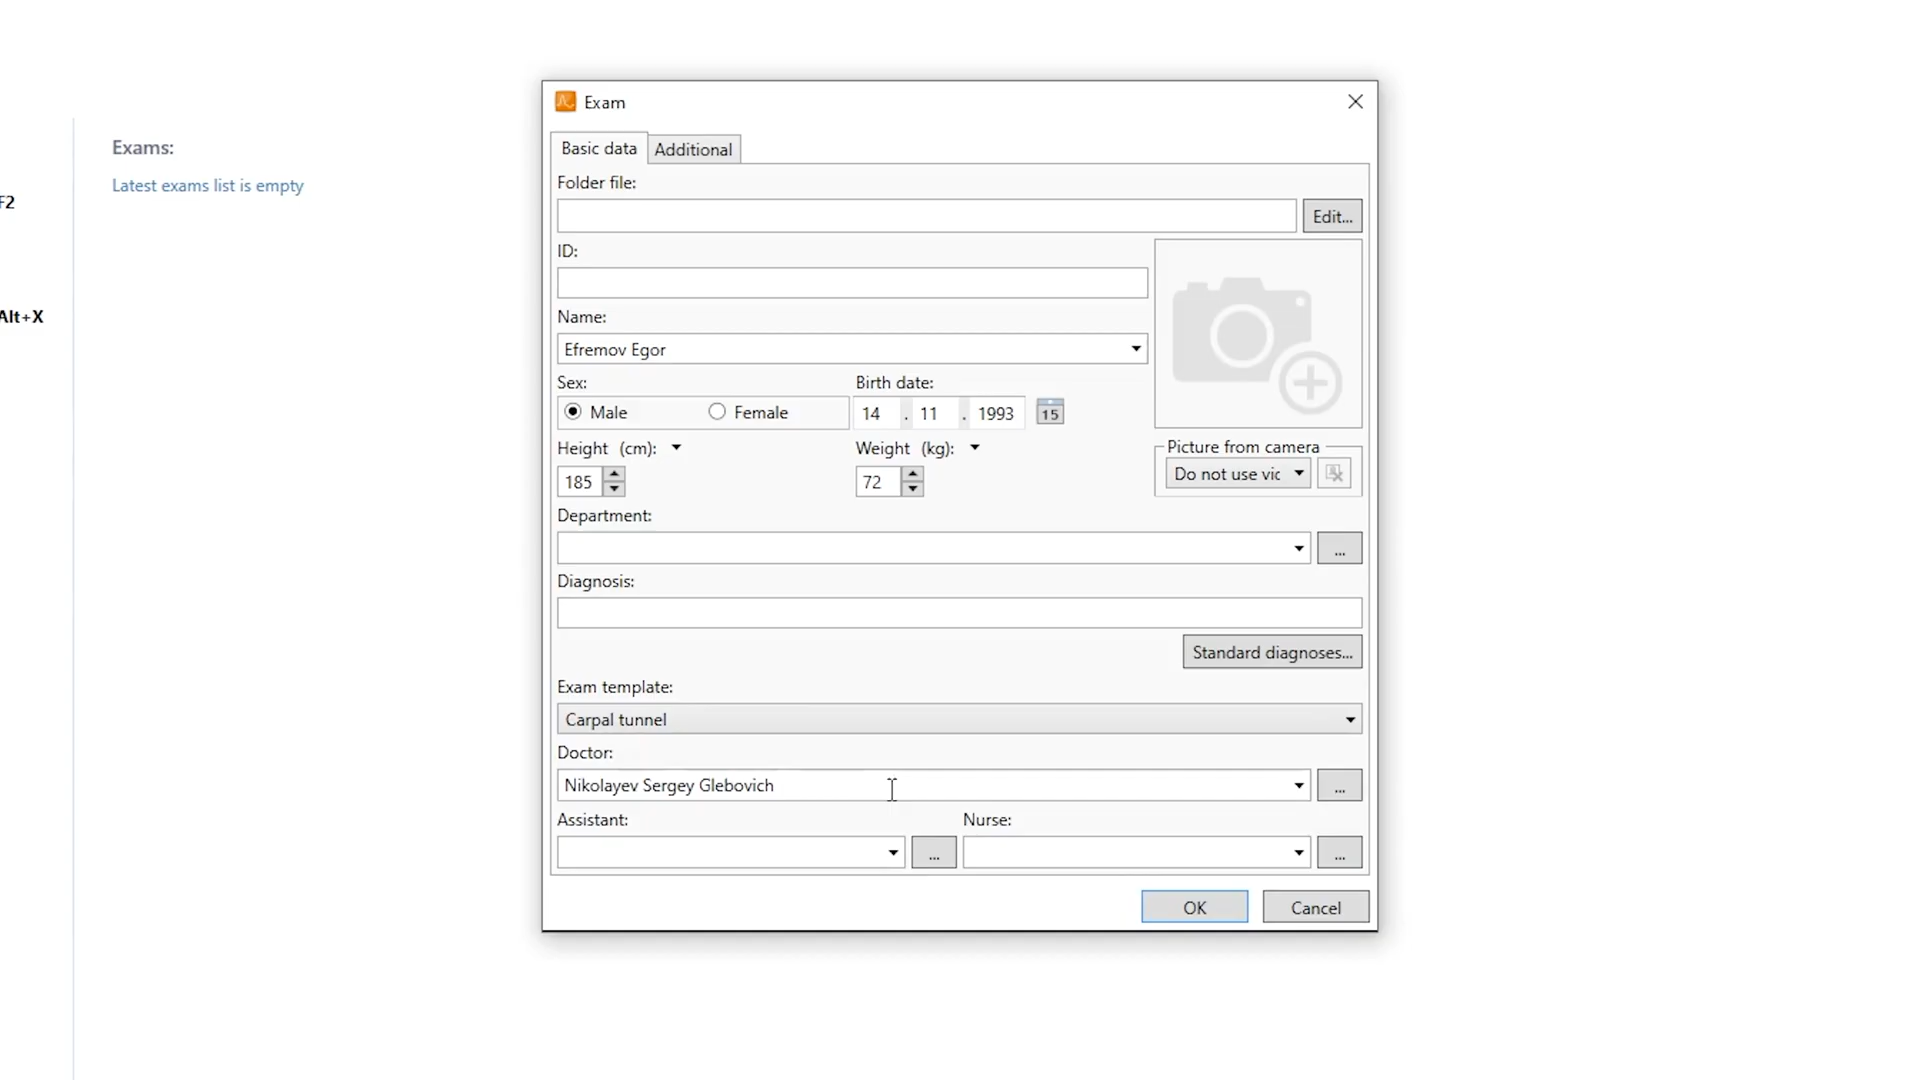 Exam
Basic data Additional
Exams:
Folder file:
Latest exams list is empty
F2
Edit...
ID:
Name:
Alt+X
Efremov Egor
Sex: Birth date:
Male Female 14 . 11 . 1993 15
Height (cm): Weight (kg): Picture from camera
185 72 Do not use vic
Department:
...
Diagnosis:
Standard diagnoses...
Exam template:
Carpal tunnel
Doctor:
Nikolayev Sergey Glebovich ...
Assistant: Nurse:
... ...
OK Cancel